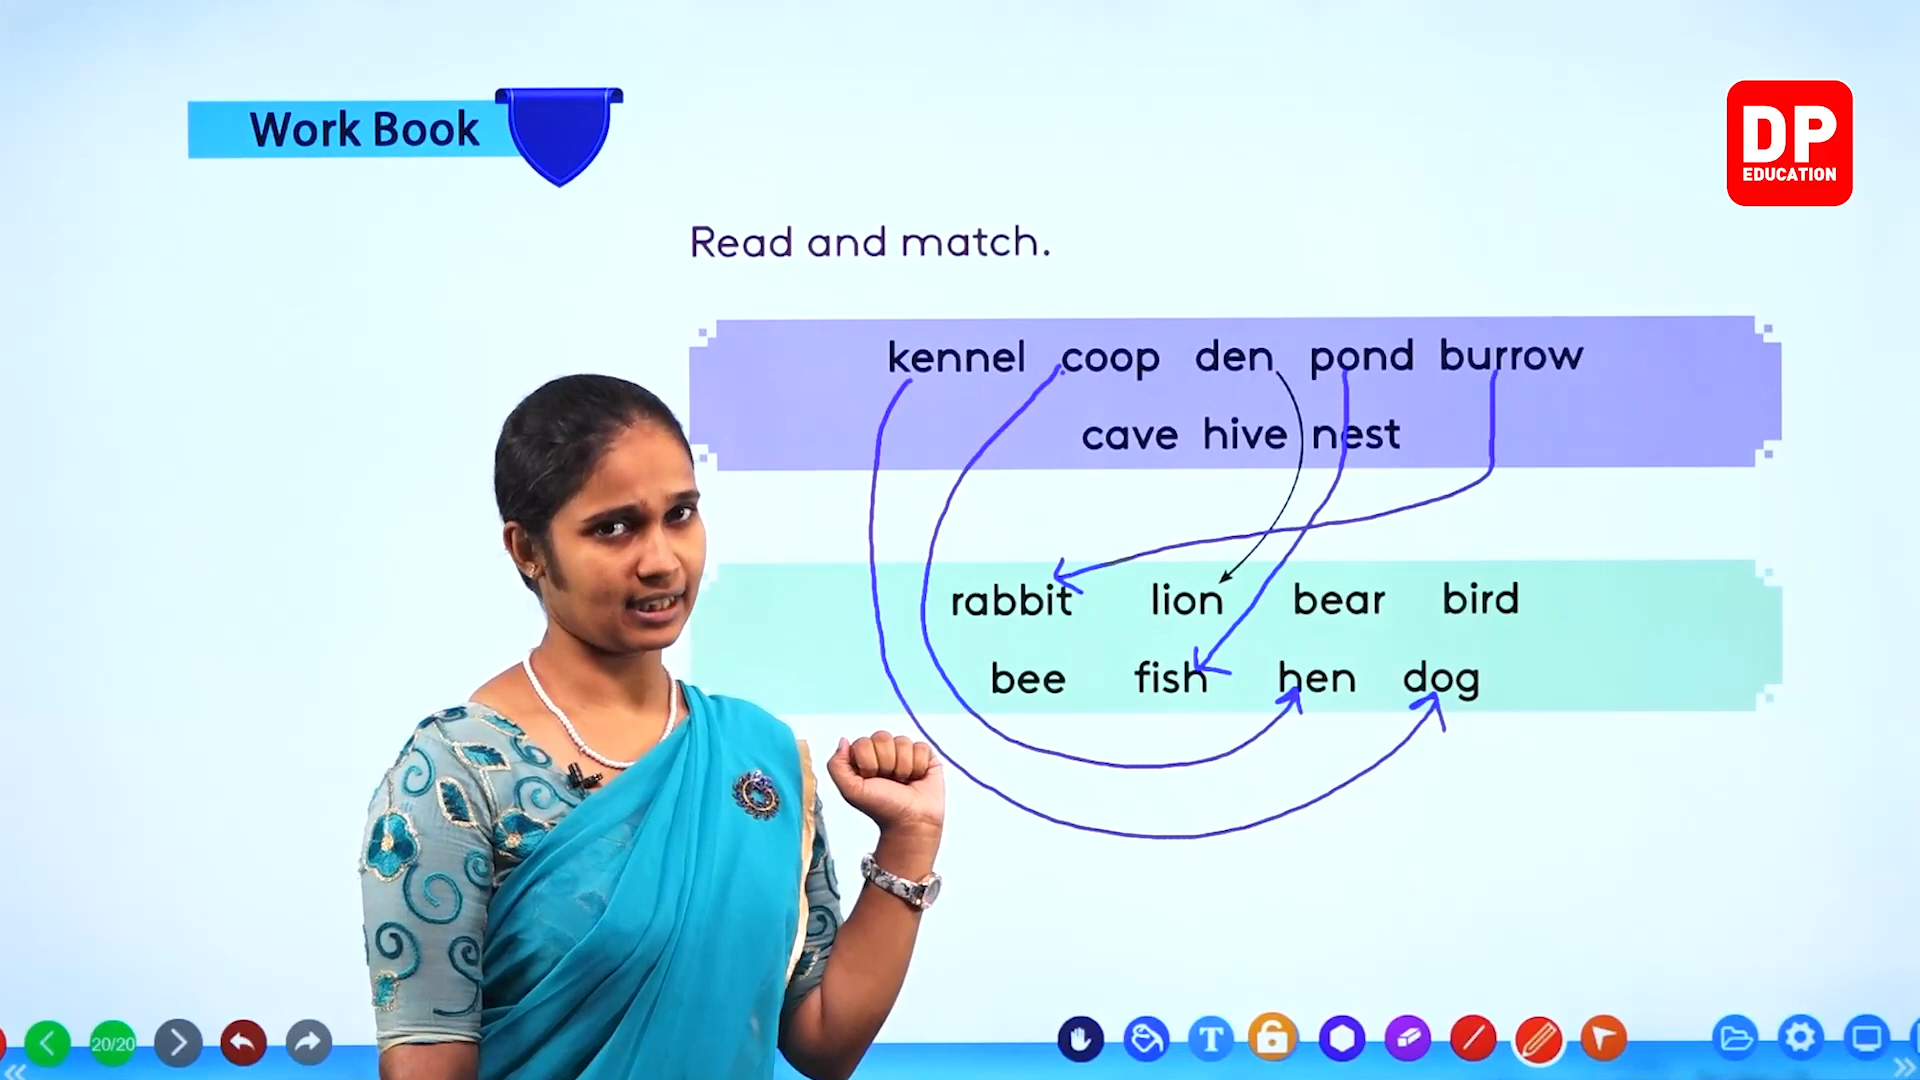 Work Book
DP
EDUCATION
Read and match.
kennel coop den pond burrow
cave hive nest
rabbit lion bear bird
bee fish hen dog
20/20
T